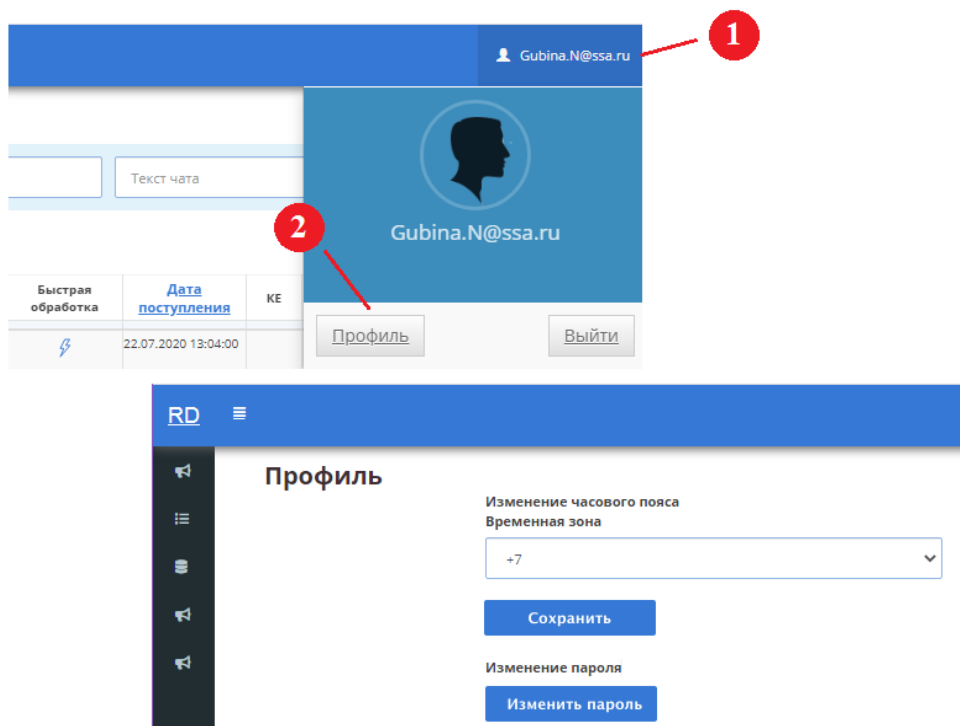 1
Gubina.N@ssa.ru
Текст чата
Gubina.N@ssa.ru
2
Быстрая
обработка
Дата
поступления
КЕ
22.07.2020 13:04:00
Профиль
Выйти
RD
Профиль
Изменение часового пояса
Временная зона
+7
Сохранить
Изменение пароля
Изменить пароль